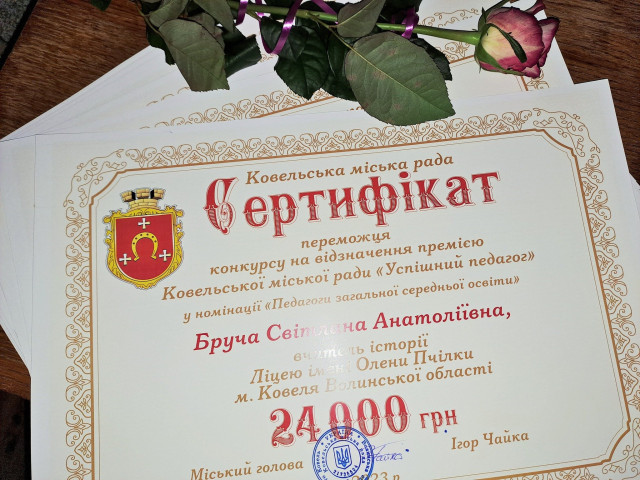 Ковельська міська рада
Сертифікат
переможця
конкурсу на відзначення премією
Ковельської міської ради «Успішний педагог»
у номінації «Педагоги загальної середньої освіти»
Бруча Світлана Анатоліївна,
вчитель історії
Ліцею імен. Олени Пчілки
м. Ковеля Волинської області
24 000 грн
Міський голова Ігор Чайка